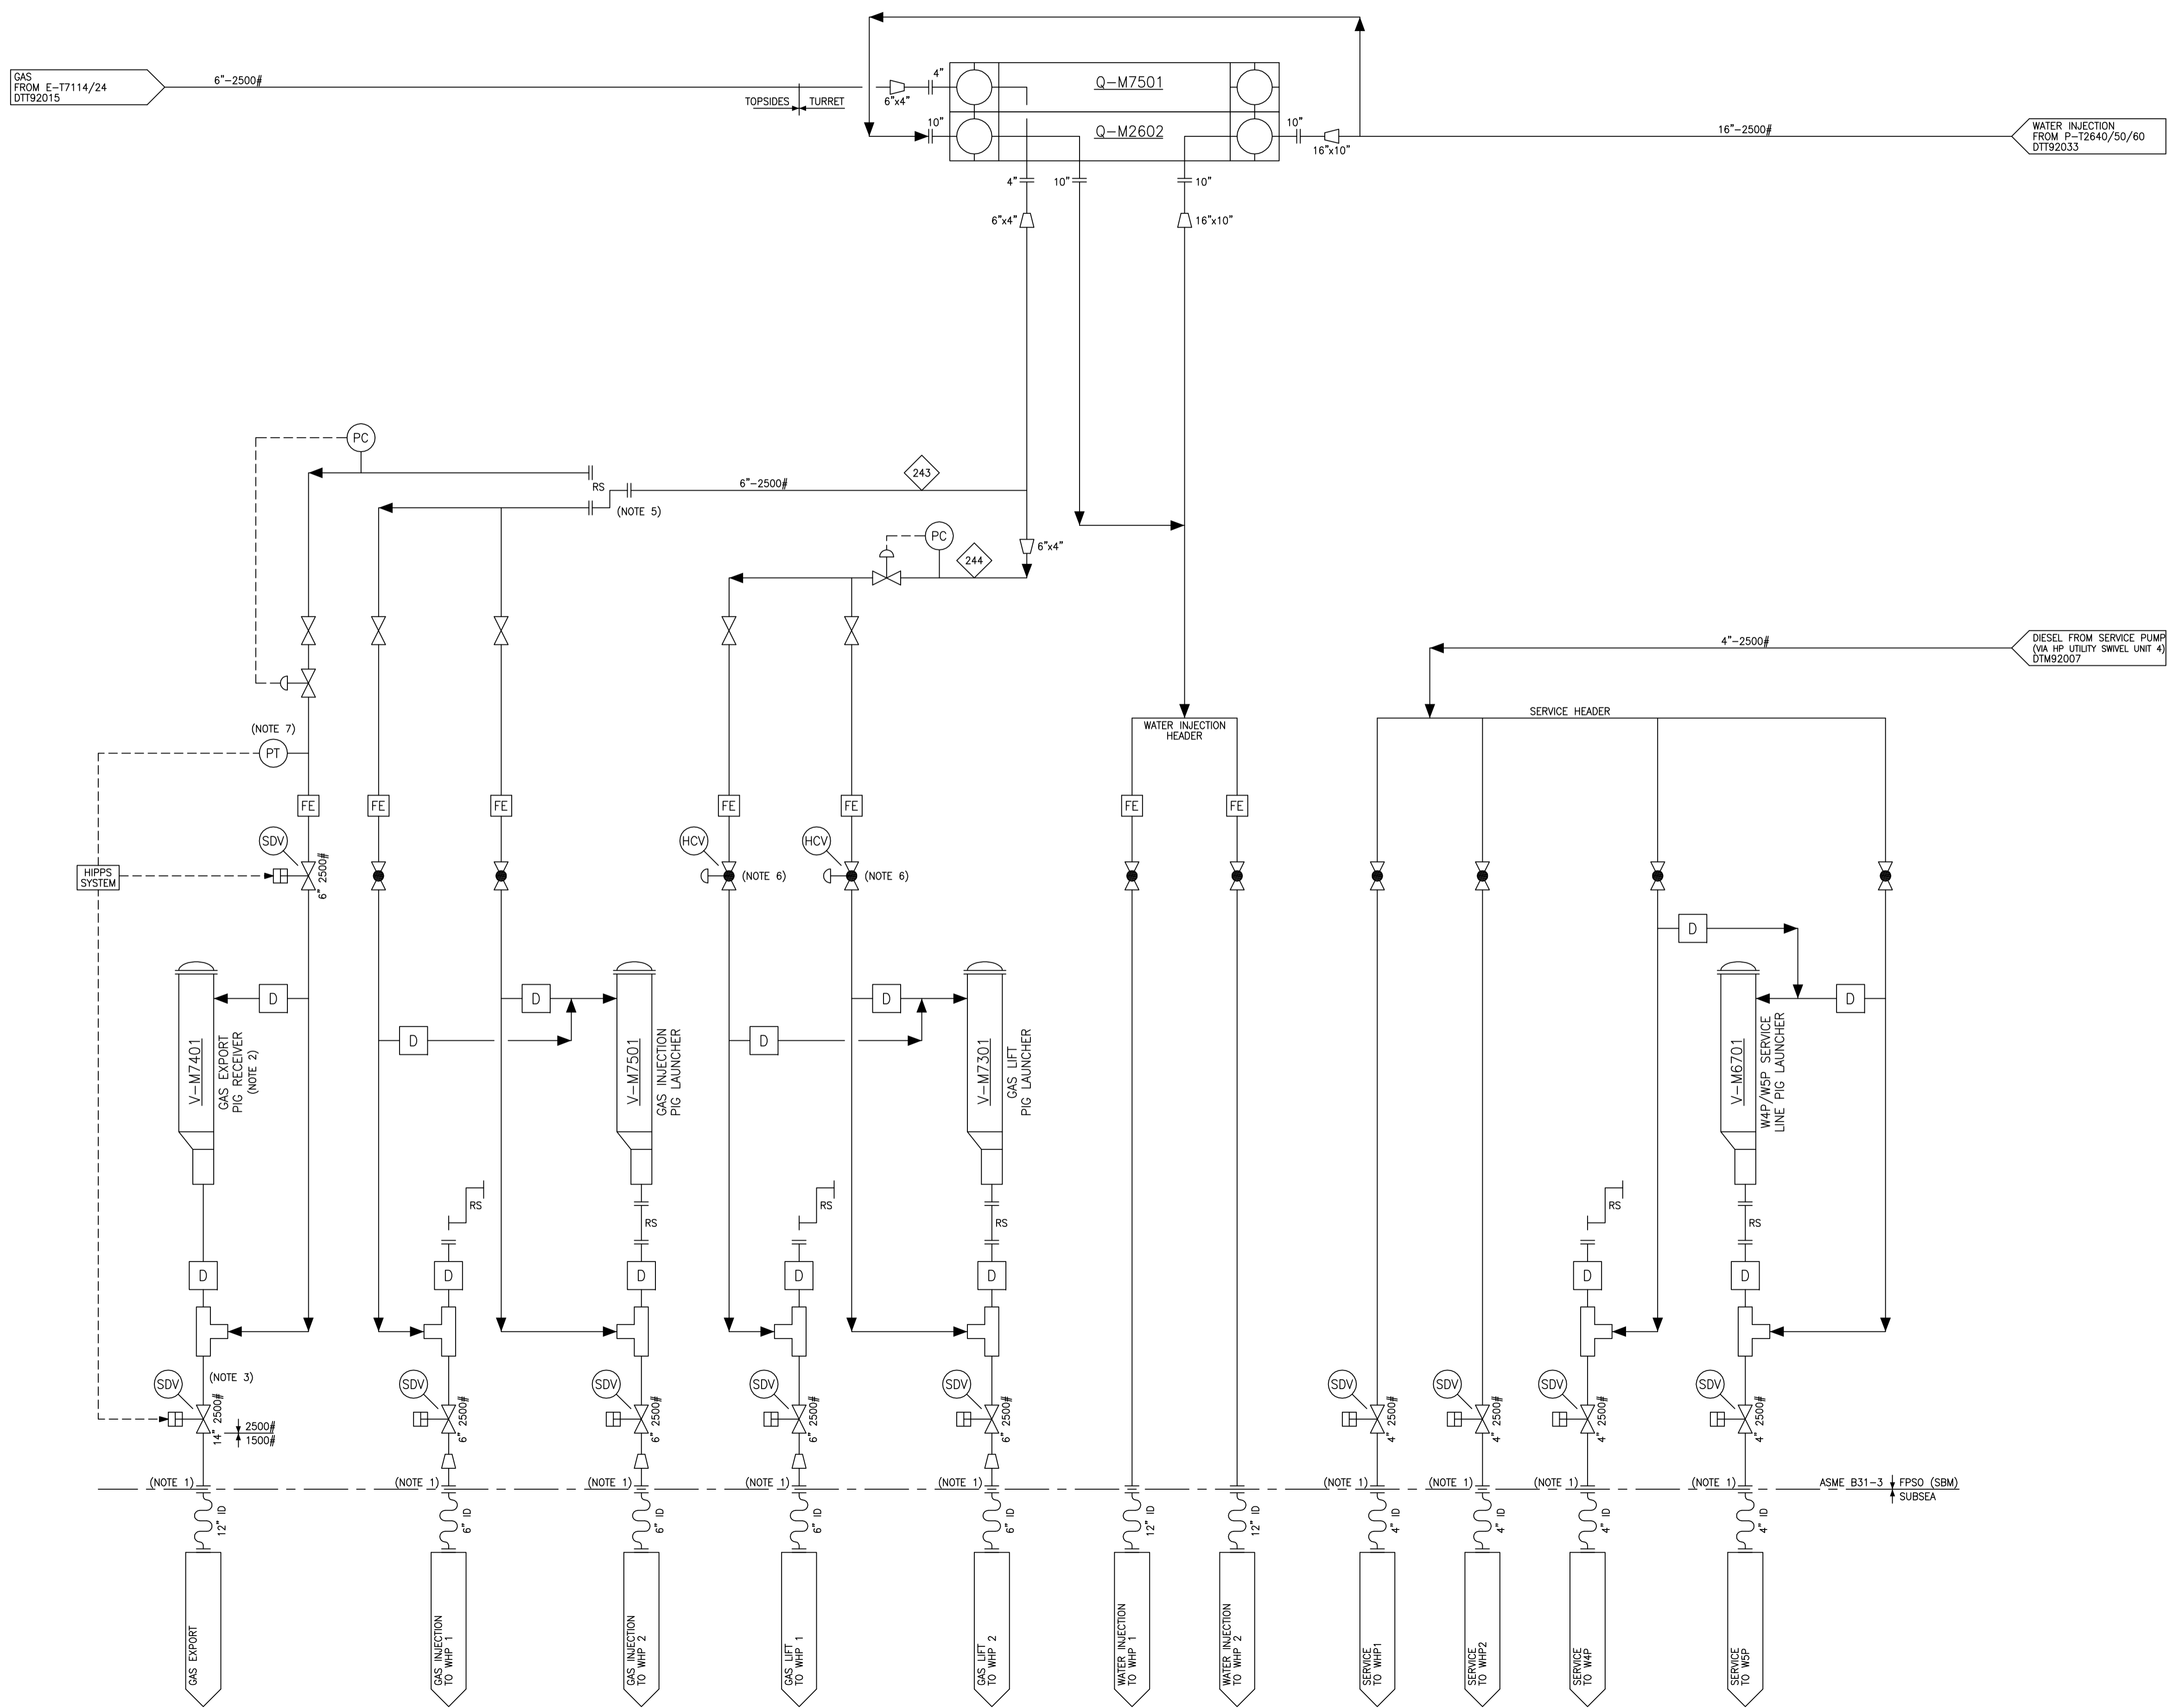 GAS
FROM E-T7114/24
DTT92015
6"-2500#
TOPSIDES
TURRET
6"x4"
4"
Q-M7501
10"
Q-M2602
10"
16"x10"
16"-2500#
WATER INJECTION
FROM P-T2640/50/60
DTT92033
4"
10"
10"
6"x4"
16"x10"
PC
RS
6"-2500#
243
(NOTE 5)
PC
244
6"x4"
4"-2500#
DIESEL FROM SERVICE PUMP
(VIA HP UTILITY SWIVEL UNIT 4)
DTM92007
(NOTE 7)
PT
WATER INJECTION
HEADER
SERVICE HEADER
FE
FE
FE
FE
FE
FE
FE
SDV
HCV
HCV
HIPPS
SYSTEM
6" 2500#
(NOTE 6)
(NOTE 6)
D
D
D
D
D
D
D
V-M7401
GAS EXPORT
PIG RECEIVER
(NOTE 2)
V-M7501
GAS INJECTION
PIG LAUNCHER
V-M7301
GAS LIFT
PIG LAUNCHER
V-M6701
W4P/W5P SERVICE
LINE PIG LAUNCHER
RS
RS
RS
RS
RS
RS
D
D
D
D
D
D
D
SDV
(NOTE 3)
14" 2500#
2500#
1500#
SDV
6" 2500#
SDV
6" 2500#
SDV
6" 2500#
SDV
6" 2500#
SDV
4" 2500#
SDV
4" 2500#
SDV
4" 2500#
SDV
4" 2500#
(NOTE 1)
(NOTE 1)
(NOTE 1)
(NOTE 1)
(NOTE 1)
(NOTE 1)
(NOTE 1)
(NOTE 1)
(NOTE 1)
ASME B31-3
FPSO (SBM)
SUBSEA
12" ID
6" ID
6" ID
6" ID
6" ID
12" ID
12" ID
4" ID
4" ID
4" ID
4" ID
GAS EXPORT
GAS INJECTION
TO WHP 1
GAS INJECTION
TO WHP 2
GAS LIFT
TO WHP 1
GAS LIFT
TO WHP 2
WATER INJECTION
TO WHP 1
WATER INJECTION
TO WHP 2
SERVICE
TO WHP1
SERVICE
TO WHP2
SERVICE
TO W4P
SERVICE
TO W5P